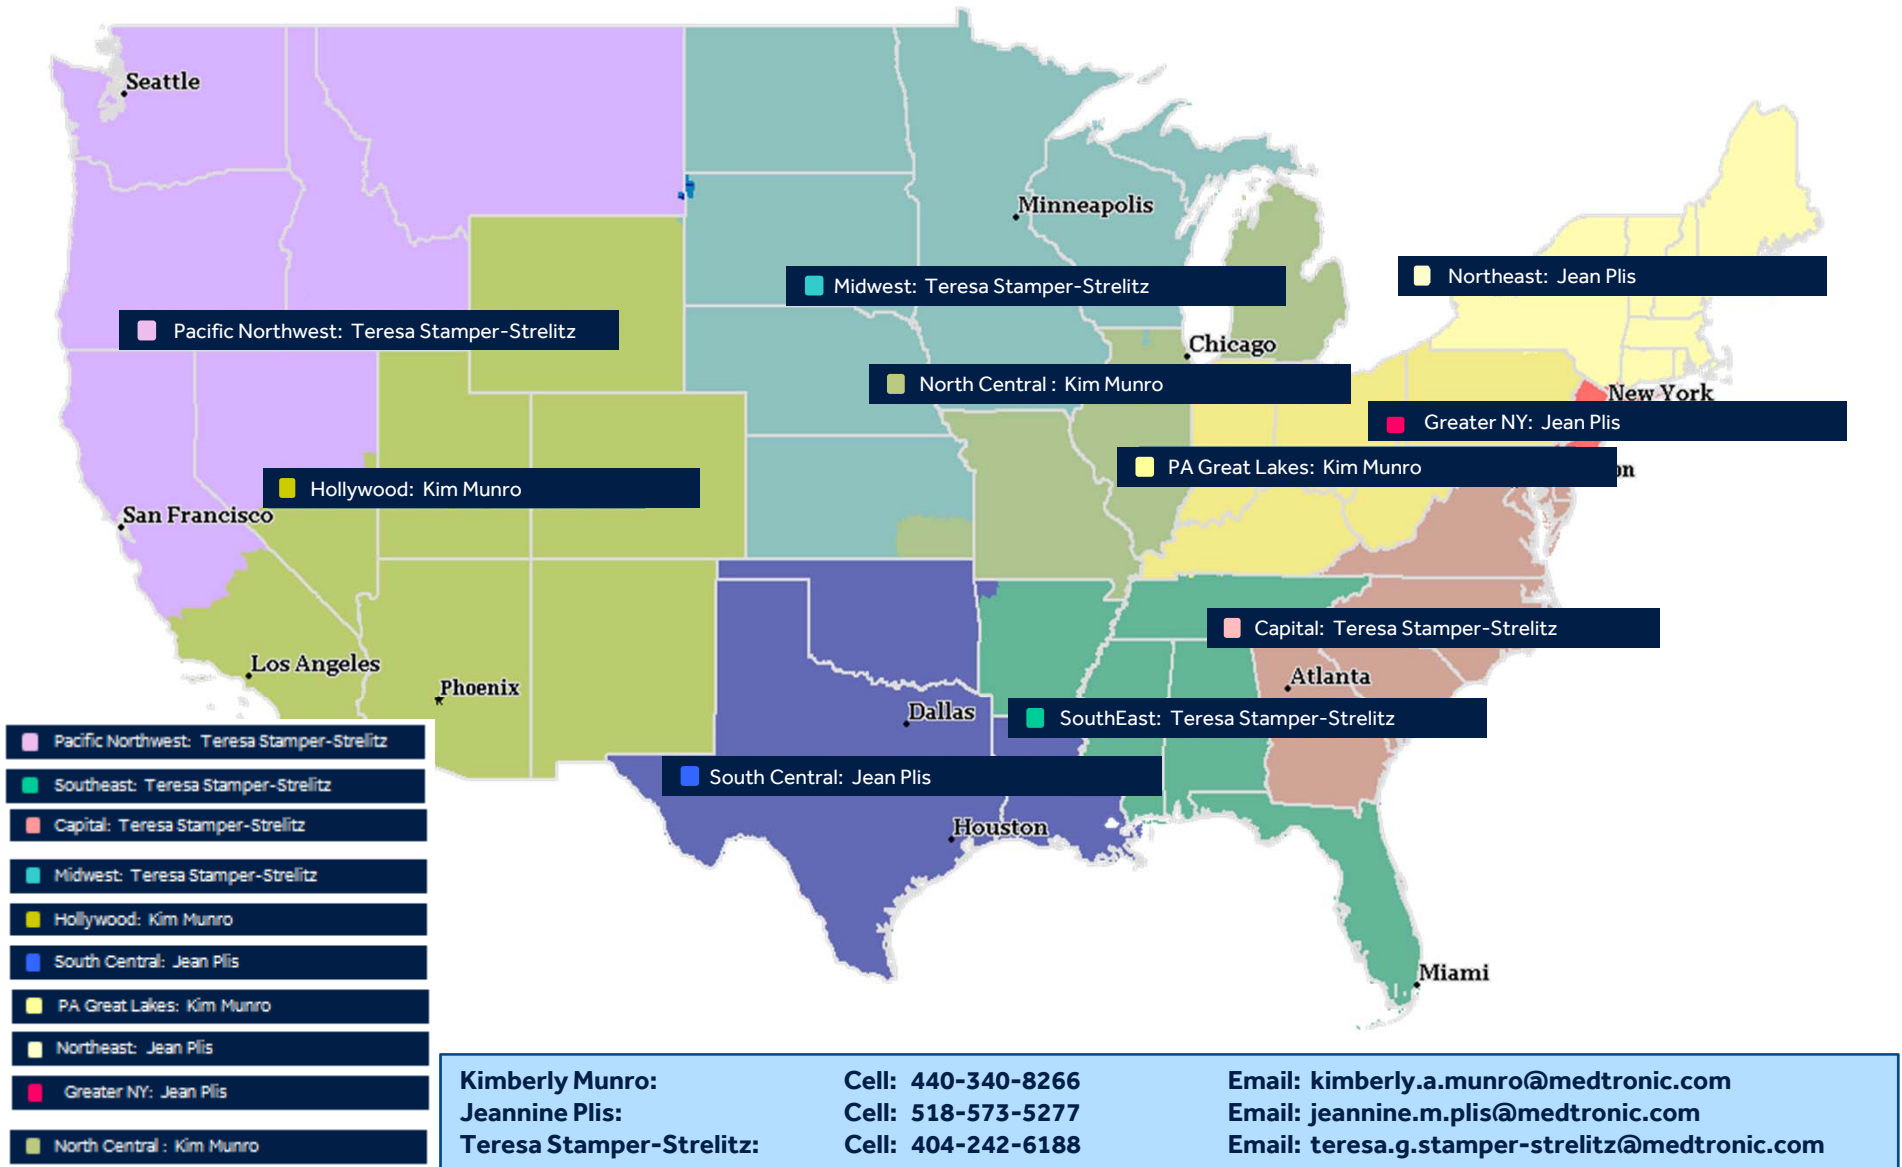 Seattle
Minneapolis
Midwest: Teresa Stamper-Strelitz
Northeast: Jean Plis
Pacific Northwest: Teresa Stamper-Strelitz
Chicago
North Central : Kim Munro
New York
Greater NY: Jean Plis
PA Great Lakes: Kim Munro
on
Hollywood: Kim Munro
San Francisco
Capital: Teresa Stamper-Strelitz
Los Angeles
Phoenix
Atlanta
Dallas
SouthEast: Teresa Stamper-Strelitz
South Central: Jean Plis
Houston
Miami
Pacific Northwest: Teresa Stamper-Strelitz
Southeast: Teresa Stamper-Strelitz
Capital: Teresa Stamper-Strelitz
Midwest: Teresa Stamper-Strelitz
Hollywood: Kim Munro
South Central: Jean Plis
PA Great Lakes: Kim Munro
Northeast: Jean Plis
Greater NY: Jean Plis
North Central : Kim Munro
Kimberly Munro: Cell: 440-340-8266 Email: kimberly.a.munro@medtronic.com
Jeannine Plis: Cell: 518-573-5277 Email: jeannine.m.plis@medtronic.com
Teresa Stamper-Strelitz: Cell: 404-242-6188 Email: teresa.g.stamper-strelitz@medtronic.com